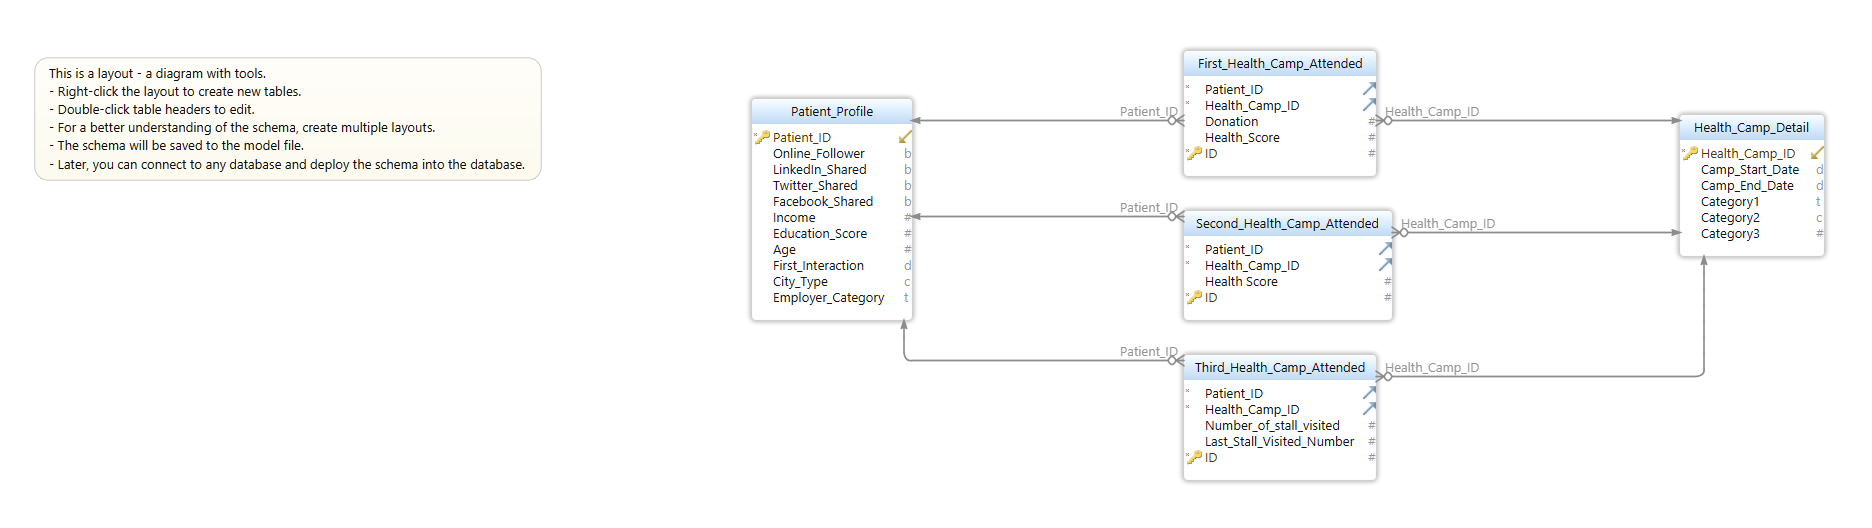 This is a layout - a diagram with tools.
- Right-click the layout to create new tables.
- Double-click table headers to edit.
- For a better understanding of the schema, create multiple layouts.
- The schema will be saved to the model file.
- Later, you can connect to any database and deploy the schema into the database.
Patient_Profile
Patient_ID
Online_Follower b
LinkedIn_Shared b
Twitter_Shared b
Facebook_Shared b
Income #
Education_Score #
Age #
First_Interaction d
City_Type c
Employer_Category t
Patient_ID
Patient_ID
Patient_ID
First_Health_Camp_Attended
* Patient_ID
* Health_Camp_ID
Donation #
Health_Score #
* ID #
Second_Health_Camp_Attended
* Patient_ID
* Health_Camp_ID
Health Score #
* ID #
Third_Health_Camp_Attended
* Patient_ID
* Health_Camp_ID
Number_of_stall_visited #
Last_Stall_Visited_Number #
* ID #
Health_Camp_ID
Health_Camp_ID
Health_Camp_ID
Health_Camp_Detail
* Health_Camp_ID
Camp_Start_Date d
Camp_End_Date d
Category1 t
Category2 c
Category3 #